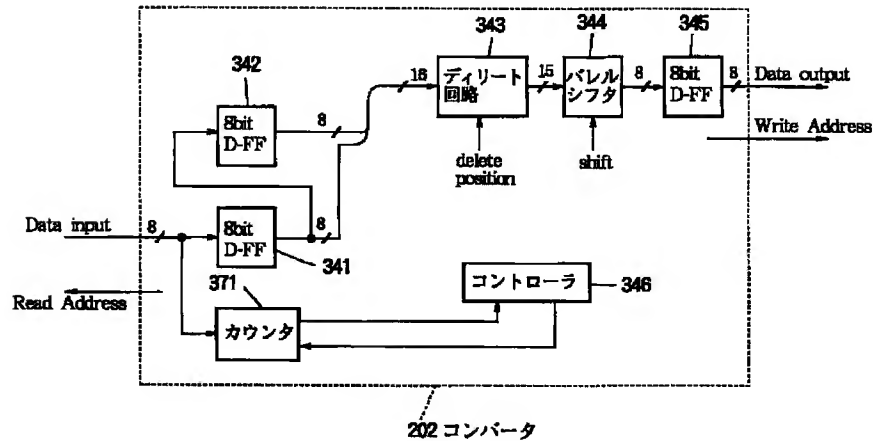 343
344
345
342
16
ディリート
回路
15
バレル
シフタ
8
8bit
D-FF
8
Data output
8bit
D-FF
8
Write Address
delete
position
shift
Data input
8
8bit
D-FF
8
341
Read Address
371
カウンタ
コントローラ
346
202 コンバータ